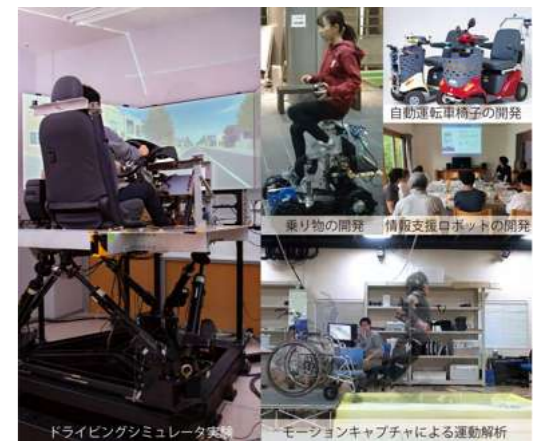 自動運転車椅子の開発
乗り物の開発
情報支援ロボットの開発
ドライビングシミュレータ実験
モーションキャプチャによる運動解析